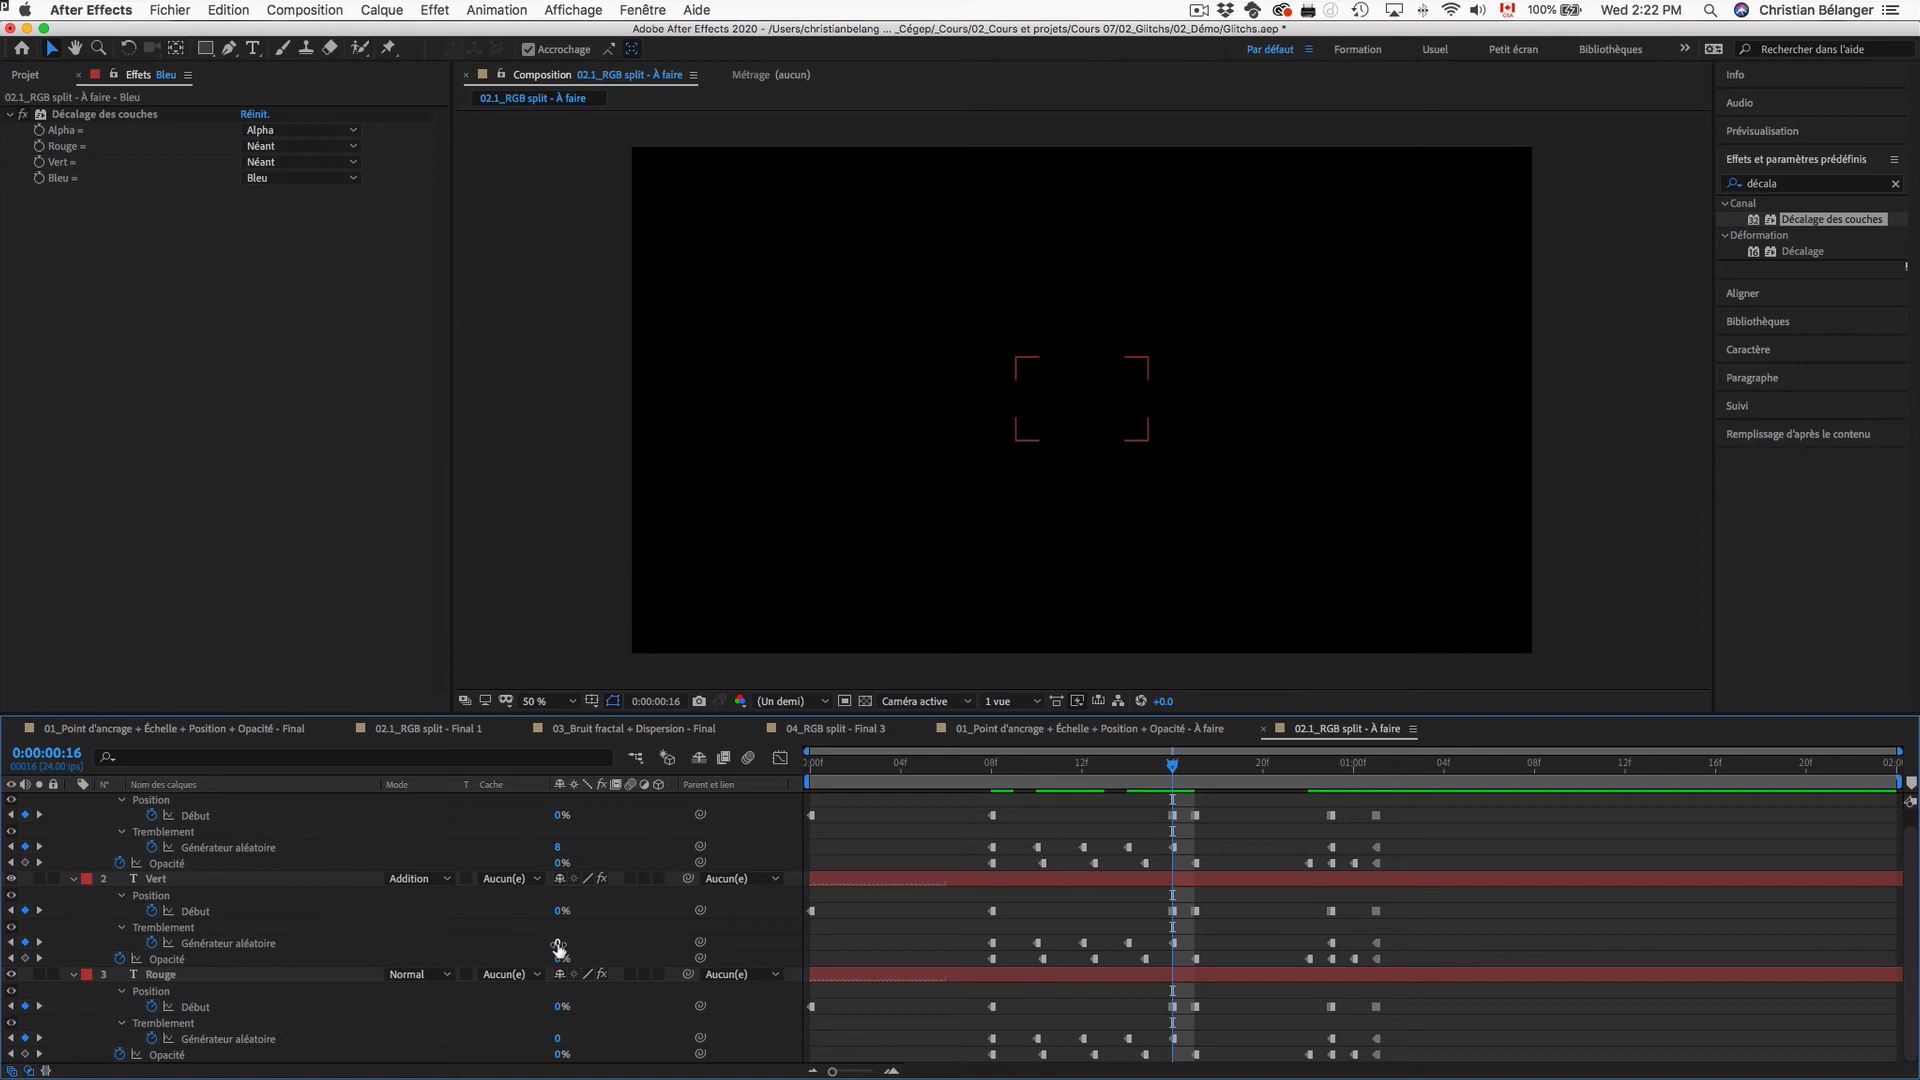 After Effects Fichier Edition Composition Calque Effet Animation Affichage Fenêtre Aide 100% Wed 2:22 PM Christian Bélanger
Adobe After Effects 2020 - /Users/christianbelang ... _Cégep/_Cours/02_Cours et projets/Cours 07/02_Glitchs/02_Démo/Glitchs.aep *
Accrochage Par défaut Formation Usuel Petit écran Bibliothèques Rechercher dans l'aide
Projet Effets Bleu Composition 02.1_RGB split - À faire Métrage (aucun) Info
02.1_RGB split - À faire - Bleu 02.1_RGB split - À faire
Audio
fx Décalage des couches Réinit.
Alpha = Alpha Prévisualisation
Rouge = Néant
Vert = Néant Effets et paramètres prédéfinis
Bleu = Bleu décala
Canal
32 Décalage des couches
Déformation
16 Décalage
Aligner
Bibliothèques
Caractère
Paragraphe
Suivi
Remplissage d'après le contenu
50 % 0:00:00:16 (Un demi) Caméra active 1 vue +0.0
01_Point d'ancrage + Échelle + Position + Opacité - Final 02.1_RGB split - Final 1 03_Bruit fractal + Dispersion - Final 04_RGB split - Final 3 01_Point d'ancrage + Échelle + Position + Opacité - À faire 02.1_RGB split - À faire
0:00:00:16
00016 (24.00 ips) 04f 08f 12f 20f 01:00f 04f 08f 12f 16f 20f
N° Nom des calques Mode T Cache fx Parent et lien
Position
Début 0%
Tremblement
Générateur aléatoire 8
Opacité 0%
2 T Vert Addition Aucun(e) fx Aucun(e)
Position
Début 0%
Tremblement
Générateur aléatoire
Opacité
3 T Rouge Normal Aucun(e) fx Aucun(e)
Position
Début 0%
Tremblement
Générateur aléatoire 0
Opacité 0%